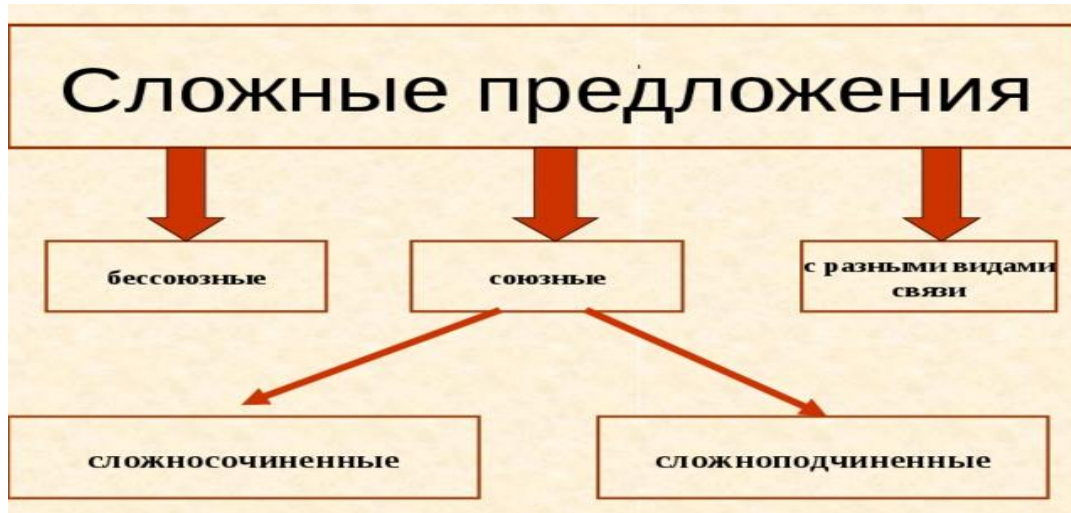 Сложные предложения
бессоюзные
союзные
с разными видами
связи
сложносочиненные
сложноподчиненные